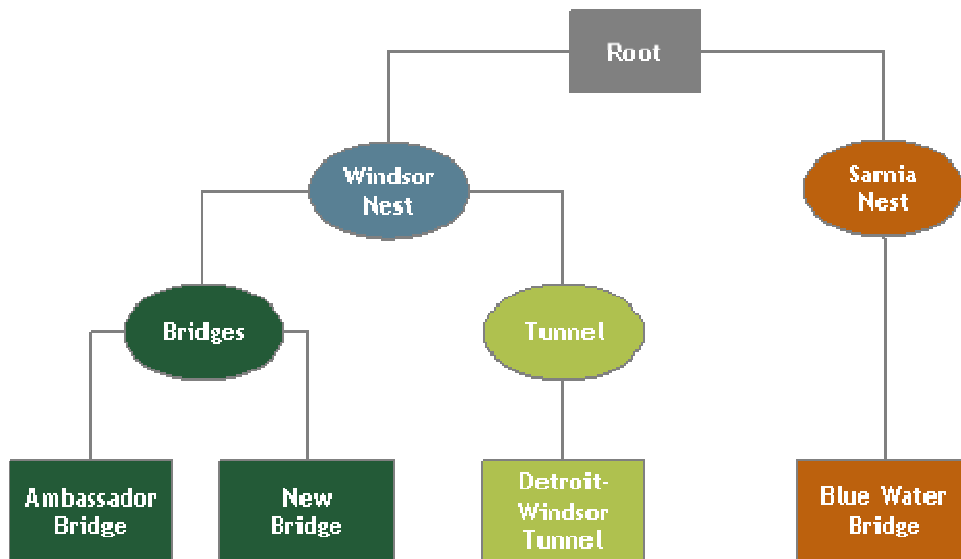 Root
Windsor
Nest
Sarnia
Nest
Bridges
Tunnel
Ambassador
Bridge
New
Bridge
Detroit-
Windsor
Tunnel
Blue Water
Bridge